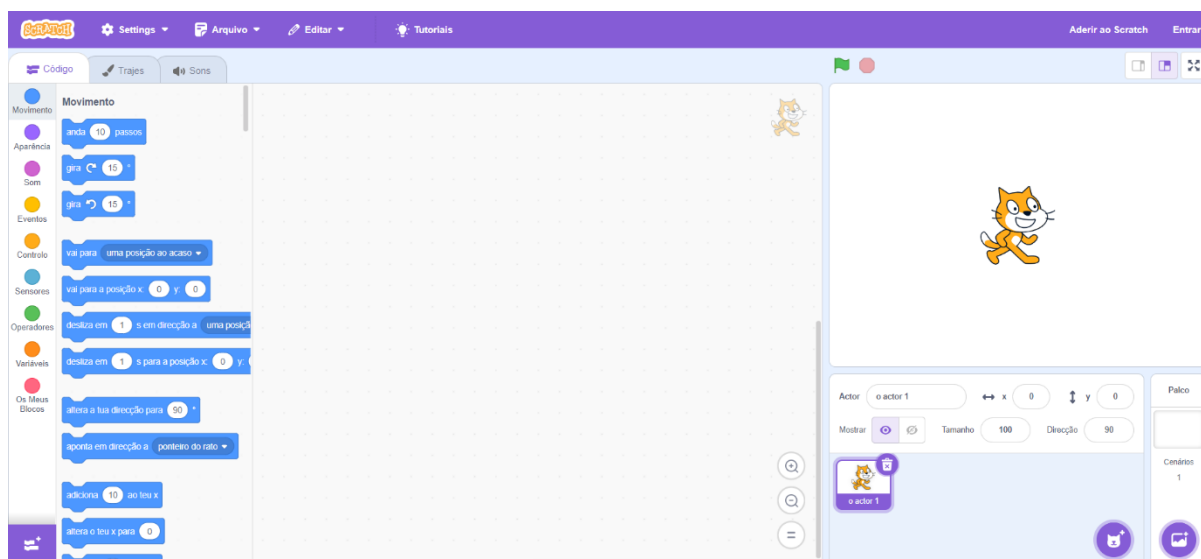 SCRATCH Settings Arquivo Editar Tutoriais Aderir ao Scratch Entrar
Código Trajes Sons
Movimento
Aparência
Som
Eventos
Controlo
Sensores
Operadores
Variáveis
Os Meus
Blocos
Movimento
anda 10 passos
gira 15 °
gira 15 °
vai para uma posição ao acaso
vai para a posição x: 0 y: 0
desliza em 1 s em direcção a uma posiçã
desliza em 1 s para a posição x: 0 y:
altera a tua direcção para 90 °
aponta em direcção a ponteiro do rato
adiciona 10 ao teu x
altera o teu x para 0
Actor o actor 1 x 0 y 0
Mostrar Tamanho 100 Direcção 90
o actor 1
Palco
Cenários
1